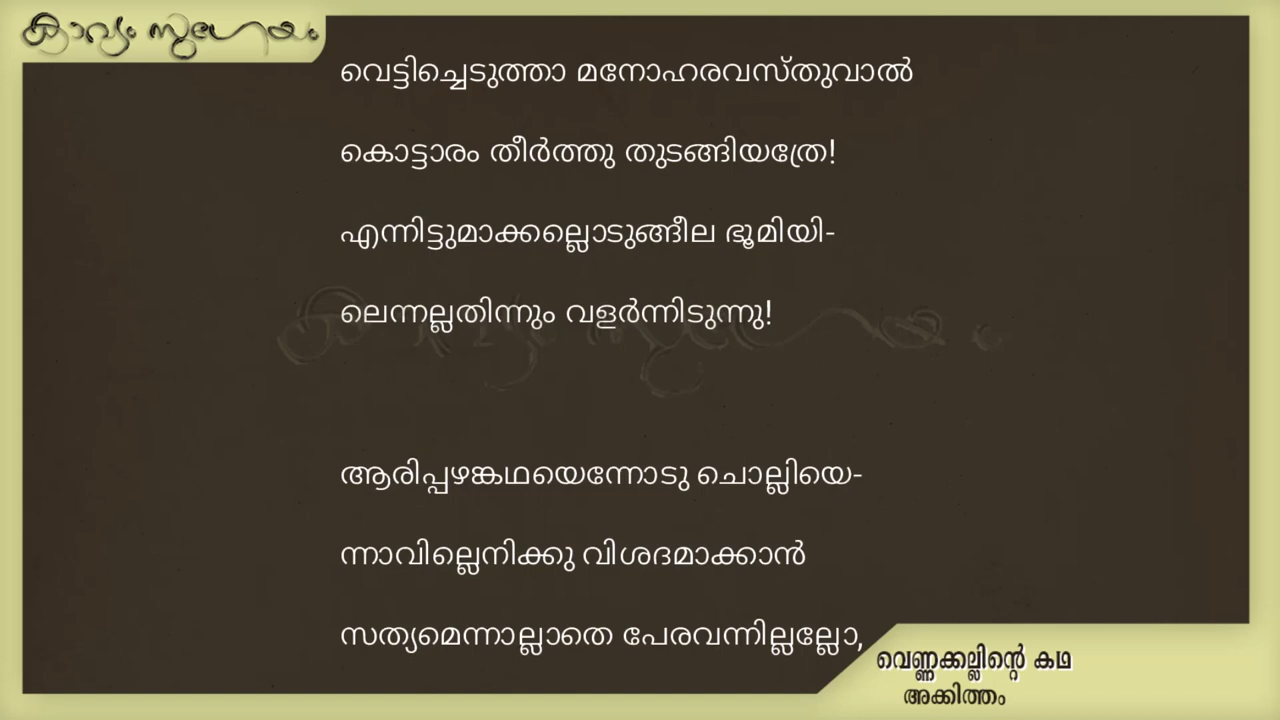 കാവ്യം സുഗേയം
വെട്ടിച്ചെടുത്താ മനോഹരവസ്തുവാൽ
കൊട്ടാരം തീർത്തു തുടങ്ങിയത്രേ!
എന്നിട്ടുമാക്കല്ലൊടുങ്ങീല ഭൂമിയി-
ലെന്നല്ലതിന്നും വളർന്നിടുന്നു!
ആരിപ്പഴങ്കഥയെന്നോടു ചൊല്ലിയെ-
ന്നാവില്ലെനിക്കു വിശദമാക്കാൻ
സത്യമെന്നാല്ലാതെ പേരവന്നില്ലല്ലോ,
വെണ്ണക്കല്ലിന്റെ കഥ
അക്കിത്തം